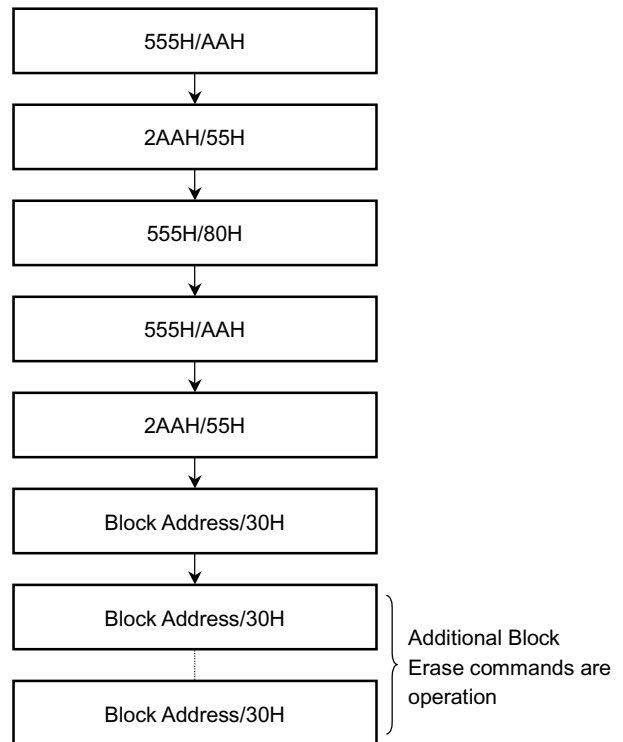 555H/AAH
2AAH/55H
555H/80H
555H/AAH
2AAH/55H
Block Address/30H
Block Address/30H
Additional Block
Erase commands are
operation
Block Address/30H